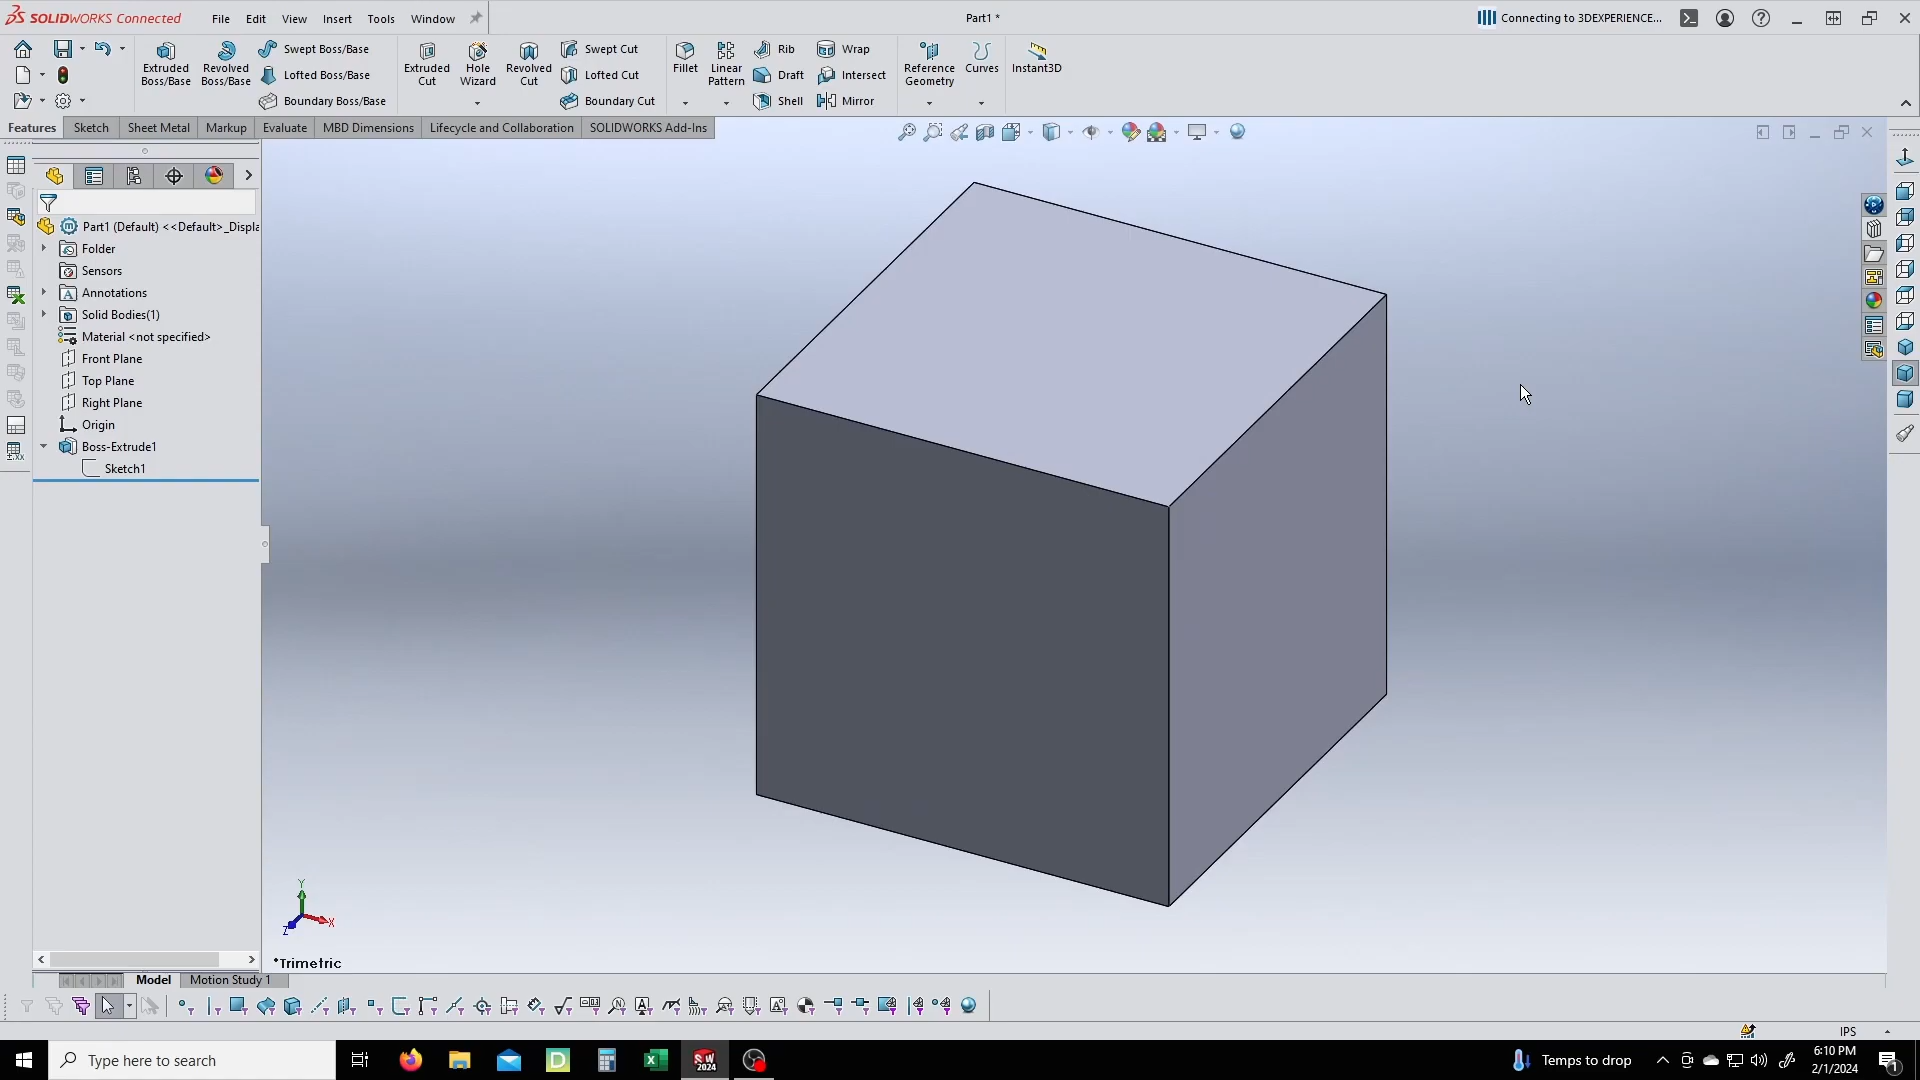 SOLIDWORKS Connected
File Edit View Insert Tools Window
Part1 *
Connecting to 3DEXPERIENCE...
Extruded Boss/Base
Revolved Boss/Base
Swept Boss/Base
Lofted Boss/Base
Boundary Boss/Base
Extruded Cut
Hole Wizard
Revolved Cut
Swept Cut
Lofted Cut
Boundary Cut
Fillet
Linear Pattern
Rib
Draft
Shell
Wrap
Intersect
Mirror
Reference Geometry
Curves
Instant3D
Features Sketch Sheet Metal Markup Evaluate MBD Dimensions Lifecycle and Collaboration SOLIDWORKS Add-Ins
Part1 (Default) <<Default>_Displa
Folder
Sensors
Annotations
Solid Bodies(1)
Material <not specified>
Front Plane
Top Plane
Right Plane
Origin
Boss-Extrude1
Sketch1
Y
X
Z
*Trimetric
Model Motion Study 1
IPS
Type here to search
SW 2024
Temps to drop
6:10 PM
2/1/2024
1